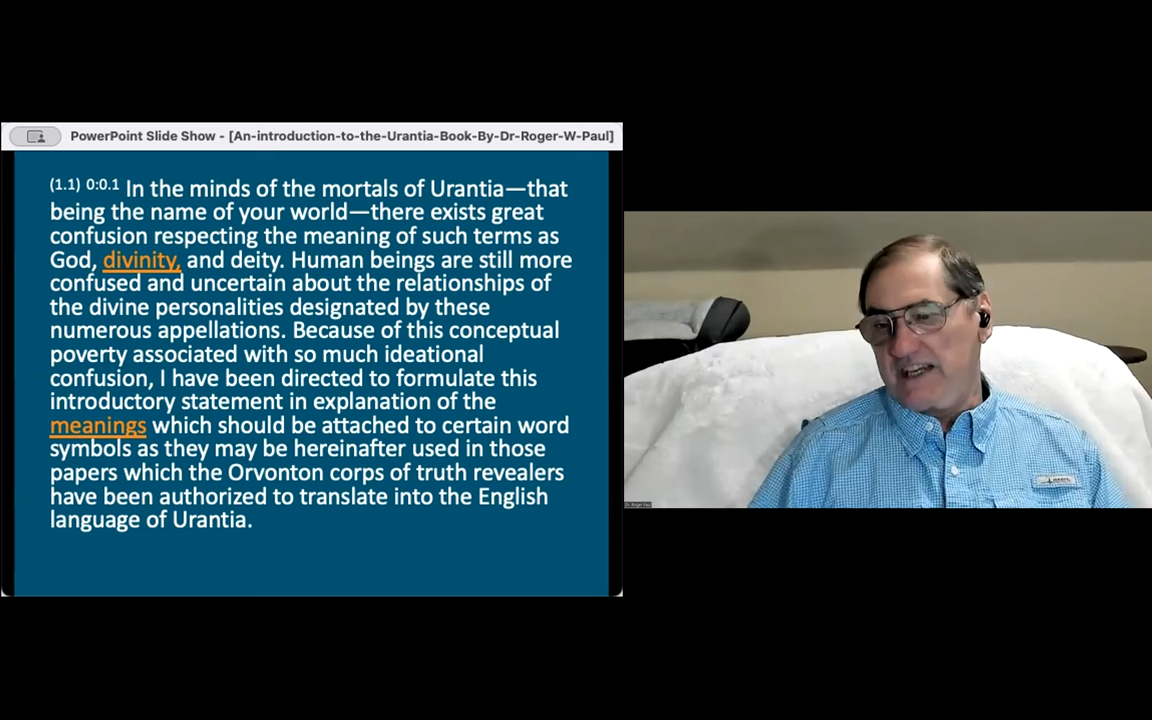 PowerPoint Slide Show - [An-introduction-to-the-Urantia-Book-By-Dr-Roger-W-Paul]
(1.1) 0:0.1 In the minds of the mortals of Urantia—that
being the name of your world—there exists great
confusion respecting the meaning of such terms as
God, divinity, and deity. Human beings are still more
confused and uncertain about the relationships of
the divine personalities designated by these
numerous appellations. Because of this conceptual
poverty associated with so much ideational
confusion, I have been directed to formulate this
introductory statement in explanation of the
meanings which should be attached to certain word
symbols as they may be hereinafter used in those
papers which the Orvonton corps of truth revealers
have been authorized to translate into the English
language of Urantia.
Dr. Roger Paul